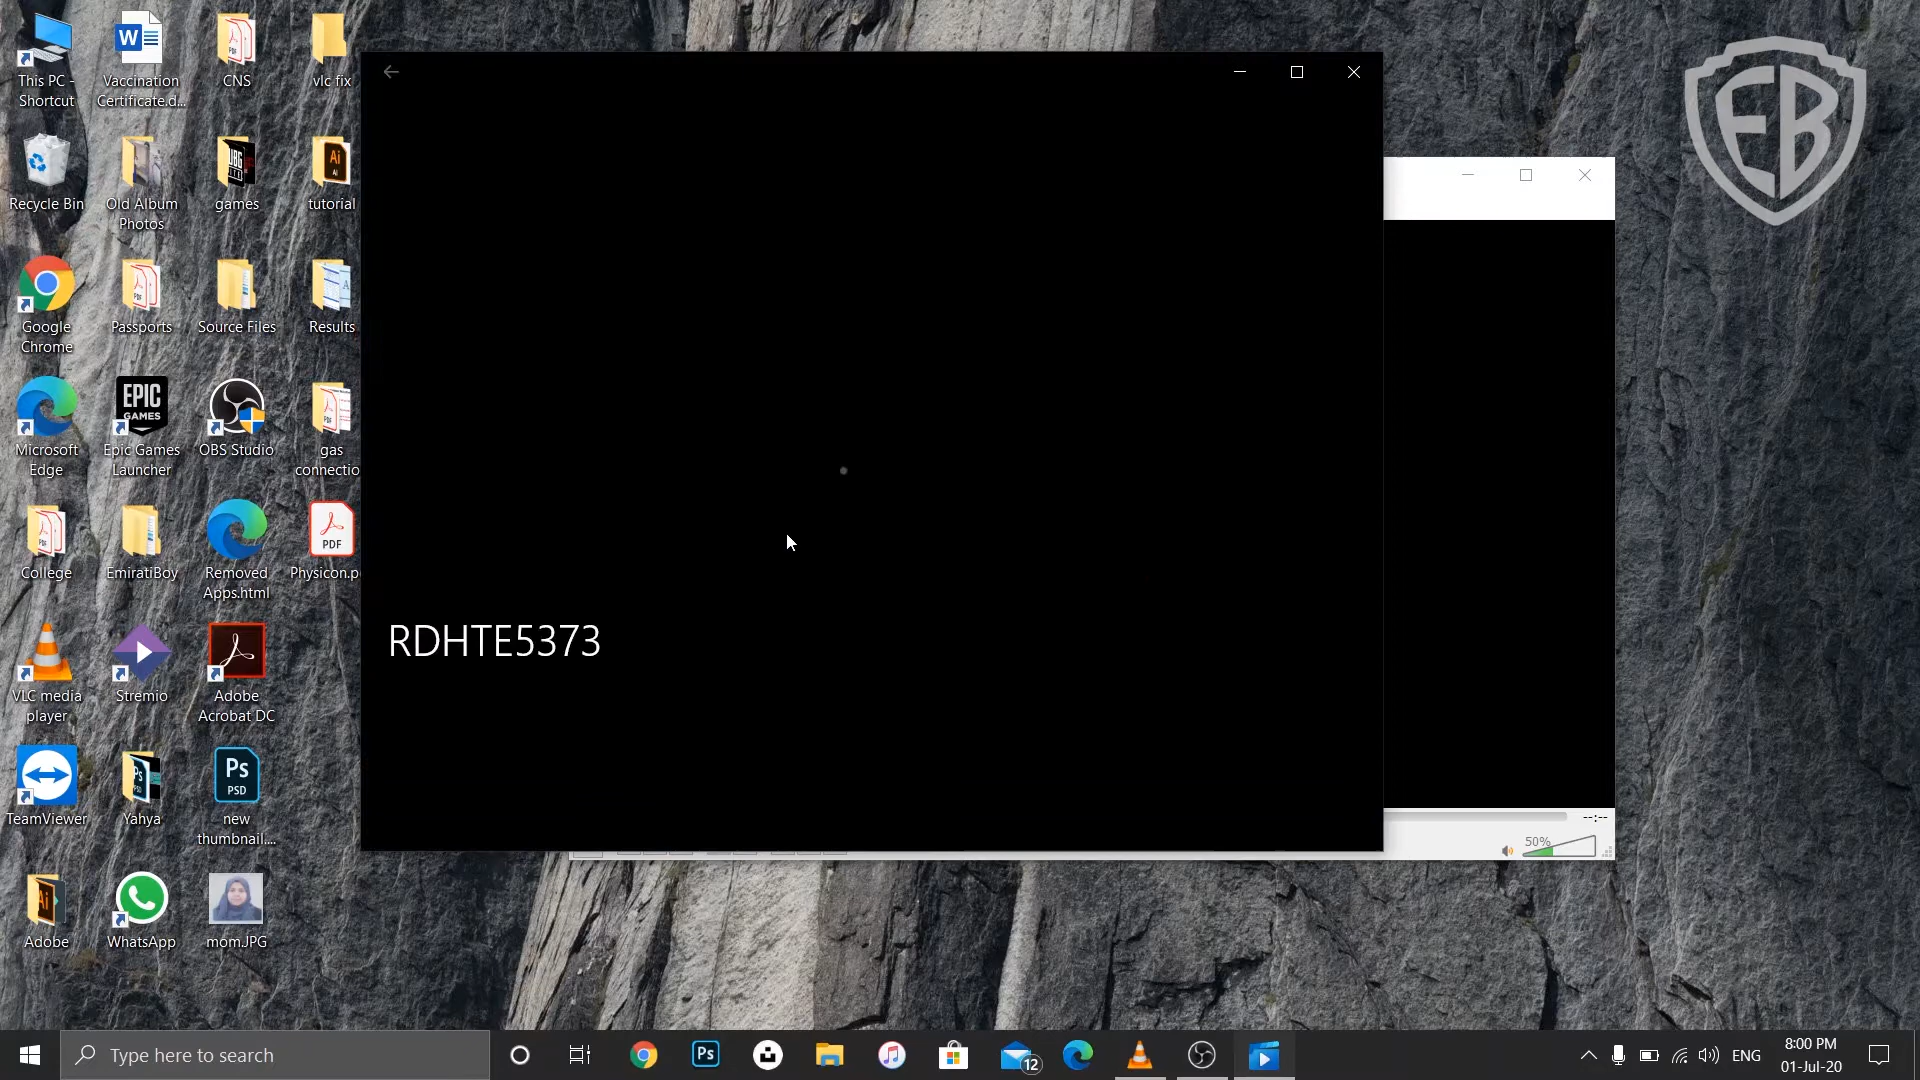 This PC -
Shortcut
Vaccination
Certificate.d...
CNS
vlc fix
Recycle Bin
Old Album
Photos
games
tutorial
Google
Chrome
Passports
Source Files
Results
Microsoft
Edge
EPIC
GAMES
Epic Games
Launcher
OBS Studio
gas
connectio
College
EmiratiBoy
Removed
Apps.html
PDF
Physicon.p
VLC media
player
Stremio
Adobe
Acrobat DC
TeamViewer
Yahya
Ps
PSD
new
thumbnail....
Adobe
WhatsApp
mom.JPG
RDHTE5373
EB
--:--
50%
Type here to search
Ps
12
ENG
8:00 PM
01-Jul-20